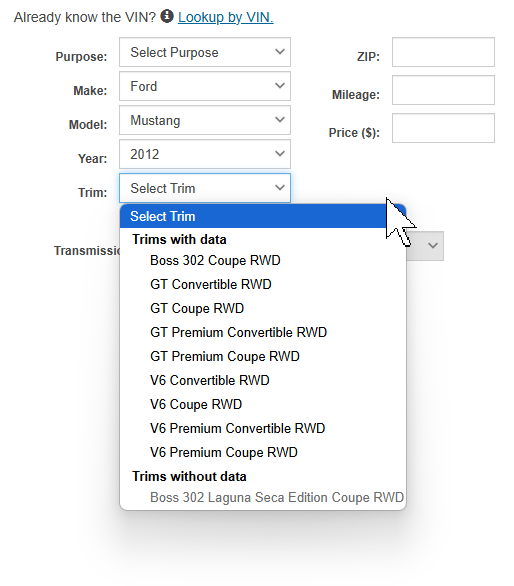 Already know the VIN? Lookup by VIN.
Purpose: Select Purpose
ZIP:
Make: Ford
Mileage:
Model: Mustang
Price ($):
Year: 2012
Trim: Select Trim
Select Trim
Trims with data
Boss 302 Coupe RWD
GT Convertible RWD
GT Coupe RWD
GT Premium Convertible RWD
GT Premium Coupe RWD
V6 Convertible RWD
V6 Coupe RWD
V6 Premium Convertible RWD
V6 Premium Coupe RWD
Trims without data
Boss 302 Laguna Seca Edition Coupe RWD